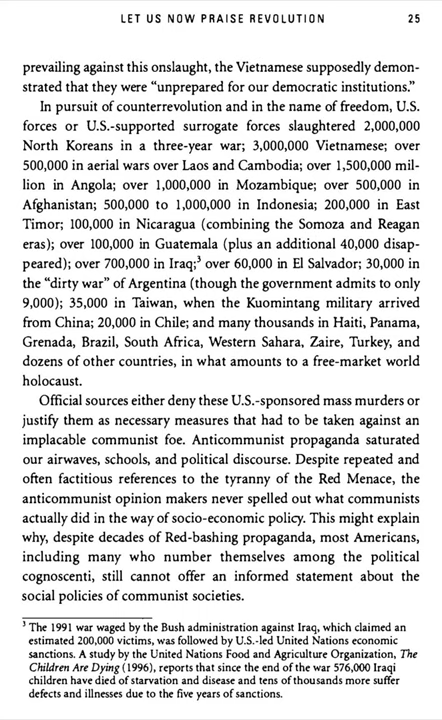 LET US NOW PRAISE REVOLUTION 25
prevailing against this onslaught, the Vietnamese supposedly demon-
strated that they were “unprepared for our democratic institutions.”
In pursuit of counterrevolution and in the name of freedom, U.S.
forces or U.S.-supported surrogate forces slaughtered 2,000,000
North Koreans in a three-year war; 3,000,000 Vietnamese; over
500,000 in aerial wars over Laos and Cambodia; over 1,500,000 mil-
lion in Angola; over 1,000,000 in Mozambique; over 500,000 in
Afghanistan; 500,000 to 1,000,000 in Indonesia; 200,000 in East
Timor; 100,000 in Nicaragua (combining the Somoza and Reagan
eras); over 100,000 in Guatemala (plus an additional 40,000 disap-
peared); over 700,000 in Iraq;³ over 60,000 in El Salvador; 30,000 in
the “dirty war” of Argentina (though the government admits to only
9,000); 35,000 in Taiwan, when the Kuomintang military arrived
from China; 20,000 in Chile; and many thousands in Haiti, Panama,
Grenada, Brazil, South Africa, Western Sahara, Zaire, Turkey, and
dozens of other countries, in what amounts to a free-market world
holocaust.
Official sources either deny these U.S.-sponsored mass murders or
justify them as necessary measures that had to be taken against an
implacable communist foe. Anticommunist propaganda saturated
our airwaves, schools, and political discourse. Despite repeated and
often factitious references to the tyranny of the Red Menace, the
anticommunist opinion makers never spelled out what communists
actually did in the way of socio-economic policy. This might explain
why, despite decades of Red-bashing propaganda, most Americans,
including many who number themselves among the political
cognoscenti, still cannot offer an informed statement about the
social policies of communist societies.
³ The 1991 war waged by the Bush administration against Iraq, which claimed an
estimated 200,000 victims, was followed by U.S.-led United Nations economic
sanctions. A study by the United Nations Food and Agriculture Organization, The
Children Are Dying (1996), reports that since the end of the war 576,000 Iraqi
children have died of starvation and disease and tens of thousands more suffer
defects and illnesses due to the five years of sanctions.